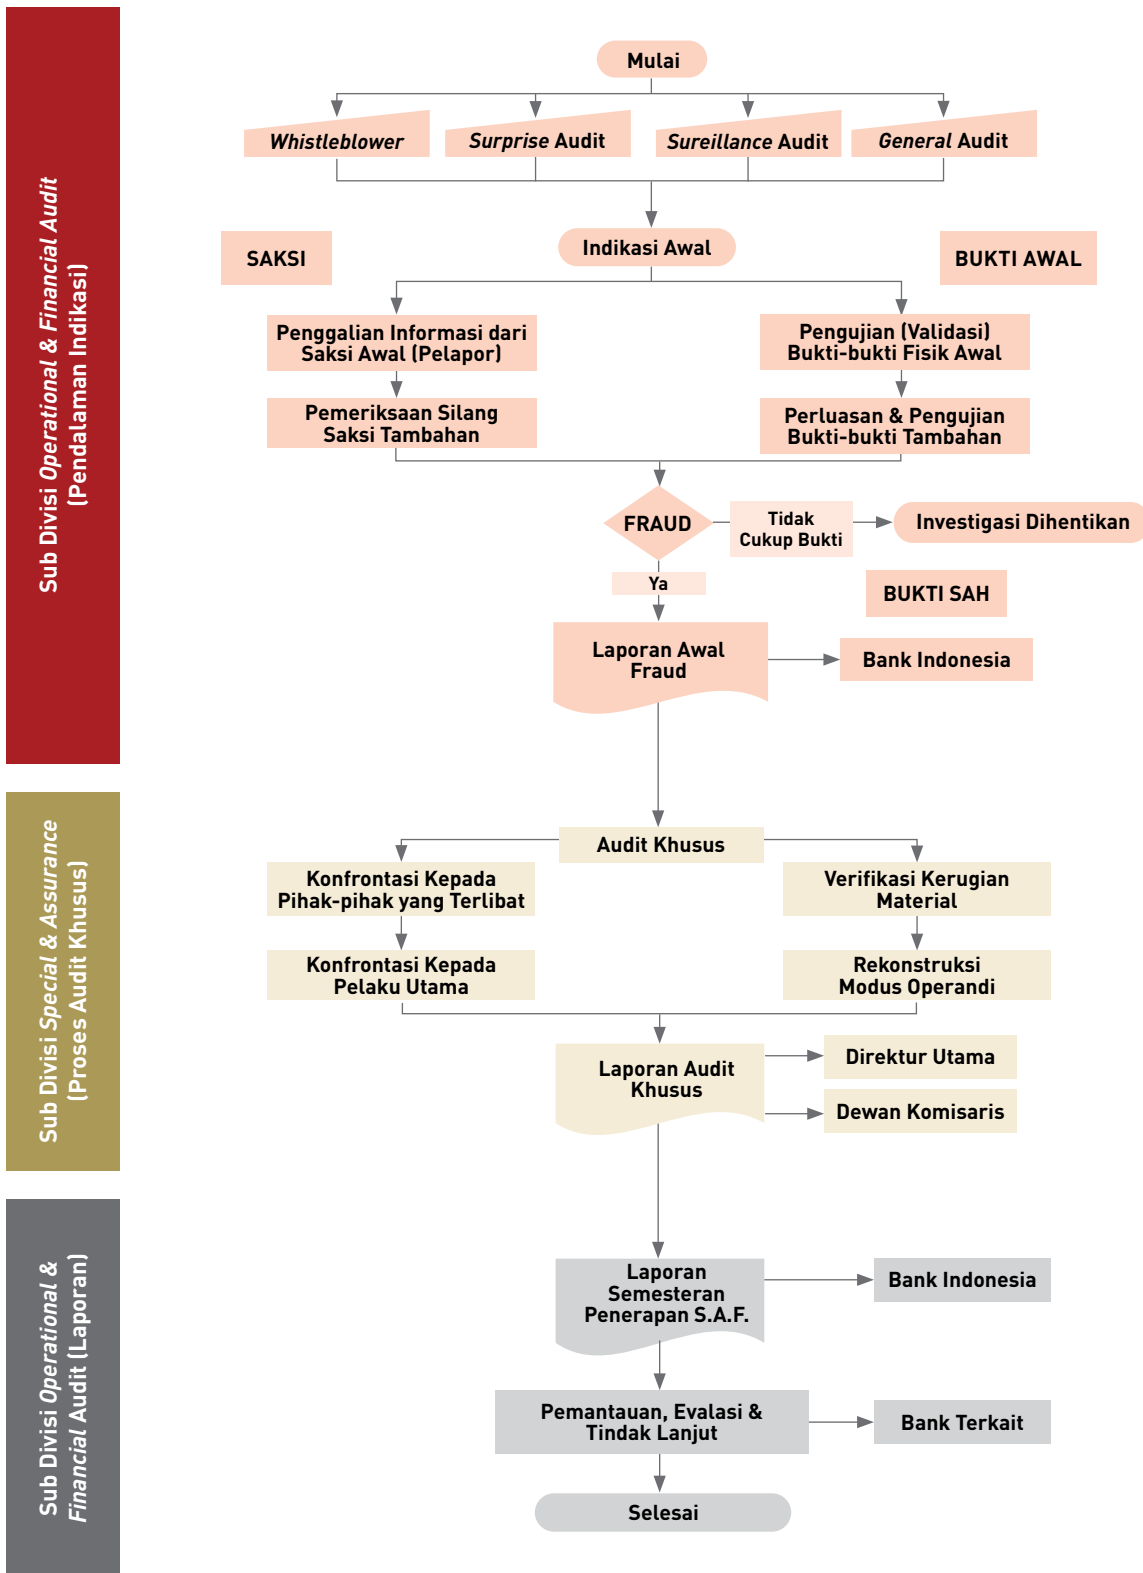 Sub Divisi Operational & Financial Audit
(Pendalaman Indikasi)
Mulai
Whistleblower
Surprise Audit
Sureillance Audit
General Audit
SAKSI
Indikasi Awal
BUKTI AWAL
Penggalian Informasi dari
Saksi Awal (Pelapor)
Pengujian (Validasi)
Bukti-bukti Fisik Awal
Pemeriksaan Silang
Saksi Tambahan
Perluasan & Pengujian
Bukti-bukti Tambahan
FRAUD
Tidak
Cukup Bukti
Investigasi Dihentikan
Ya
BUKTI SAH
Laporan Awal
Fraud
Bank Indonesia
Sub Divisi Special & Assurance
(Proses Audit Khusus)
Audit Khusus
Konfrontasi Kepada
Pihak-pihak yang Terlibat
Verifikasi Kerugian
Material
Konfrontasi Kepada
Pelaku Utama
Rekonstruksi
Modus Operandi
Laporan Audit
Khusus
Direktur Utama
Dewan Komisaris
Sub Divisi Operational &
Financial Audit (Laporan)
Laporan
Semesteran
Penerapan S.A.F.
Bank Indonesia
Pemantauan, Evalasi &
Tindak Lanjut
Bank Terkait
Selesai